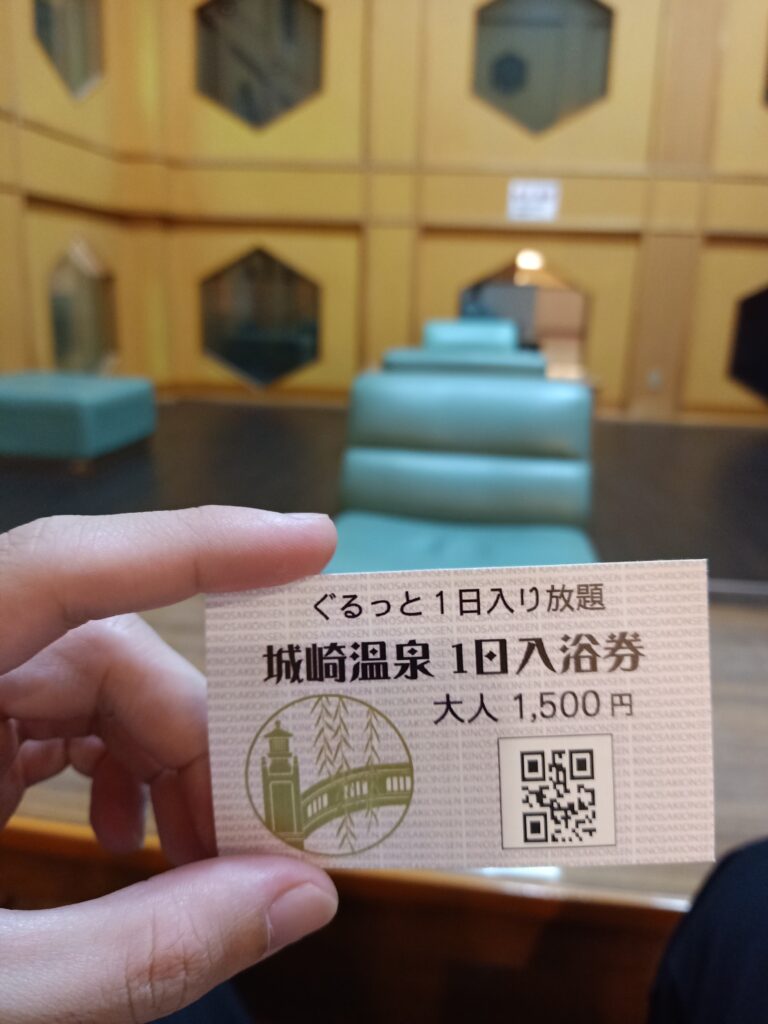 ぐるっと1日入り放題
城崎温泉 1日入浴券
大人 1,500円